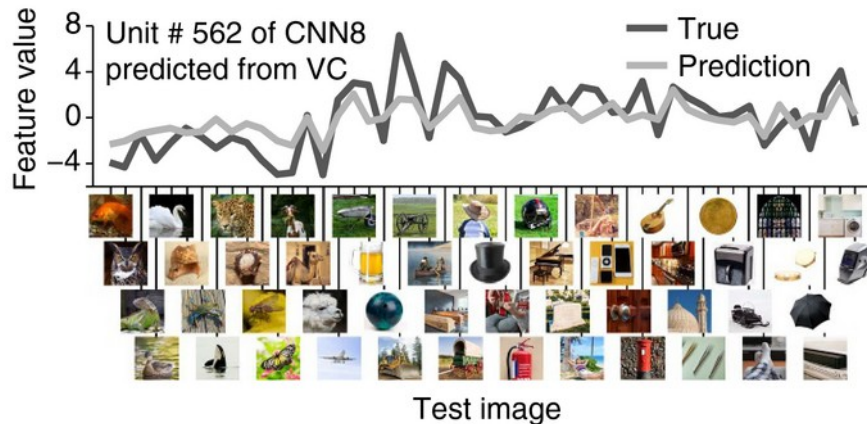 8
4
0
−4
Feature value
Unit # 562 of CNN8
predicted from VC
True
Prediction
Test image